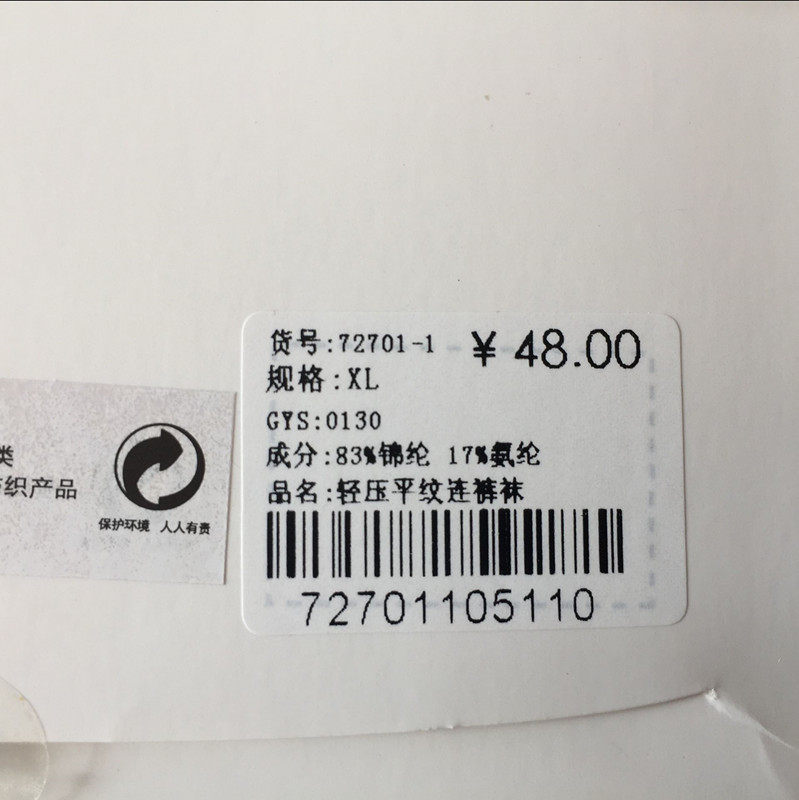 货号:72701-1 ¥ 48.00
规格:XL
GYS:0130
成分:83%锦纶 17%氨纶
品名:轻压平纹连裤袜
72701105110
类
织产品
保护环境 人人有责